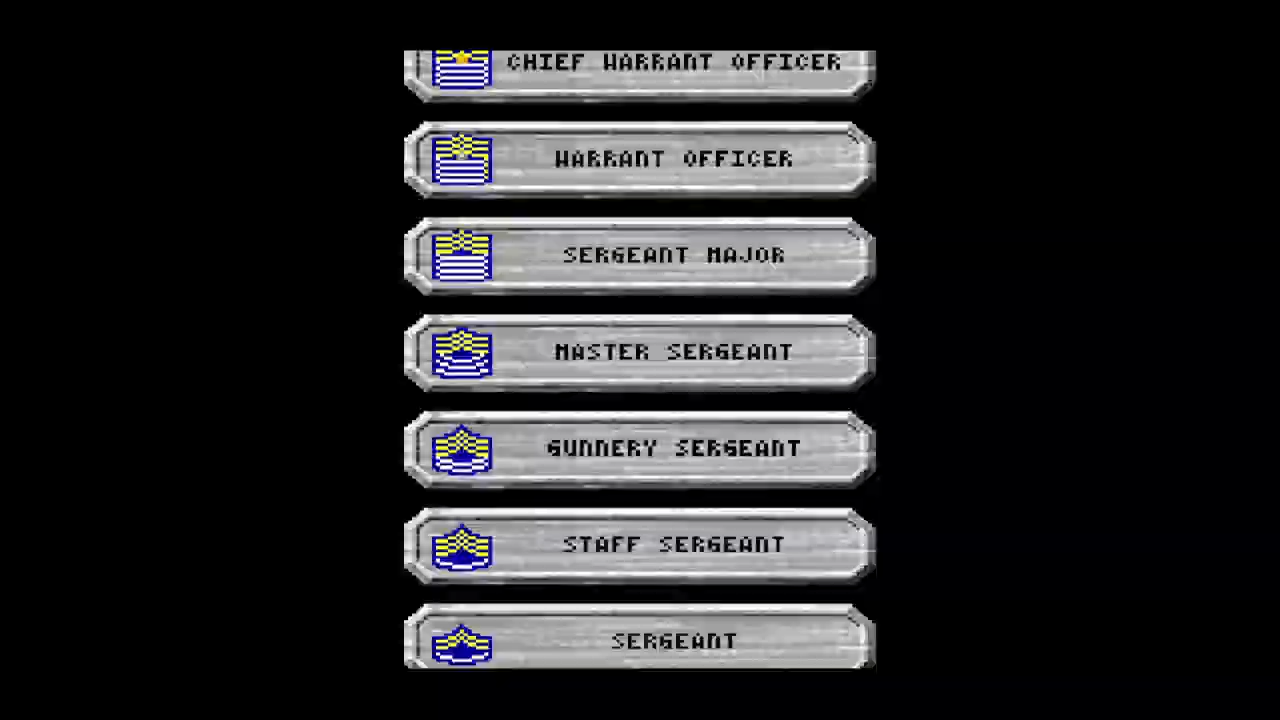 CHIEF WARRANT OFFICER
WARRANT OFFICER
SERGEANT MAJOR
MASTER SERGEANT
GUNNERY SERGEANT
STAFF SERGEANT
SERGEANT